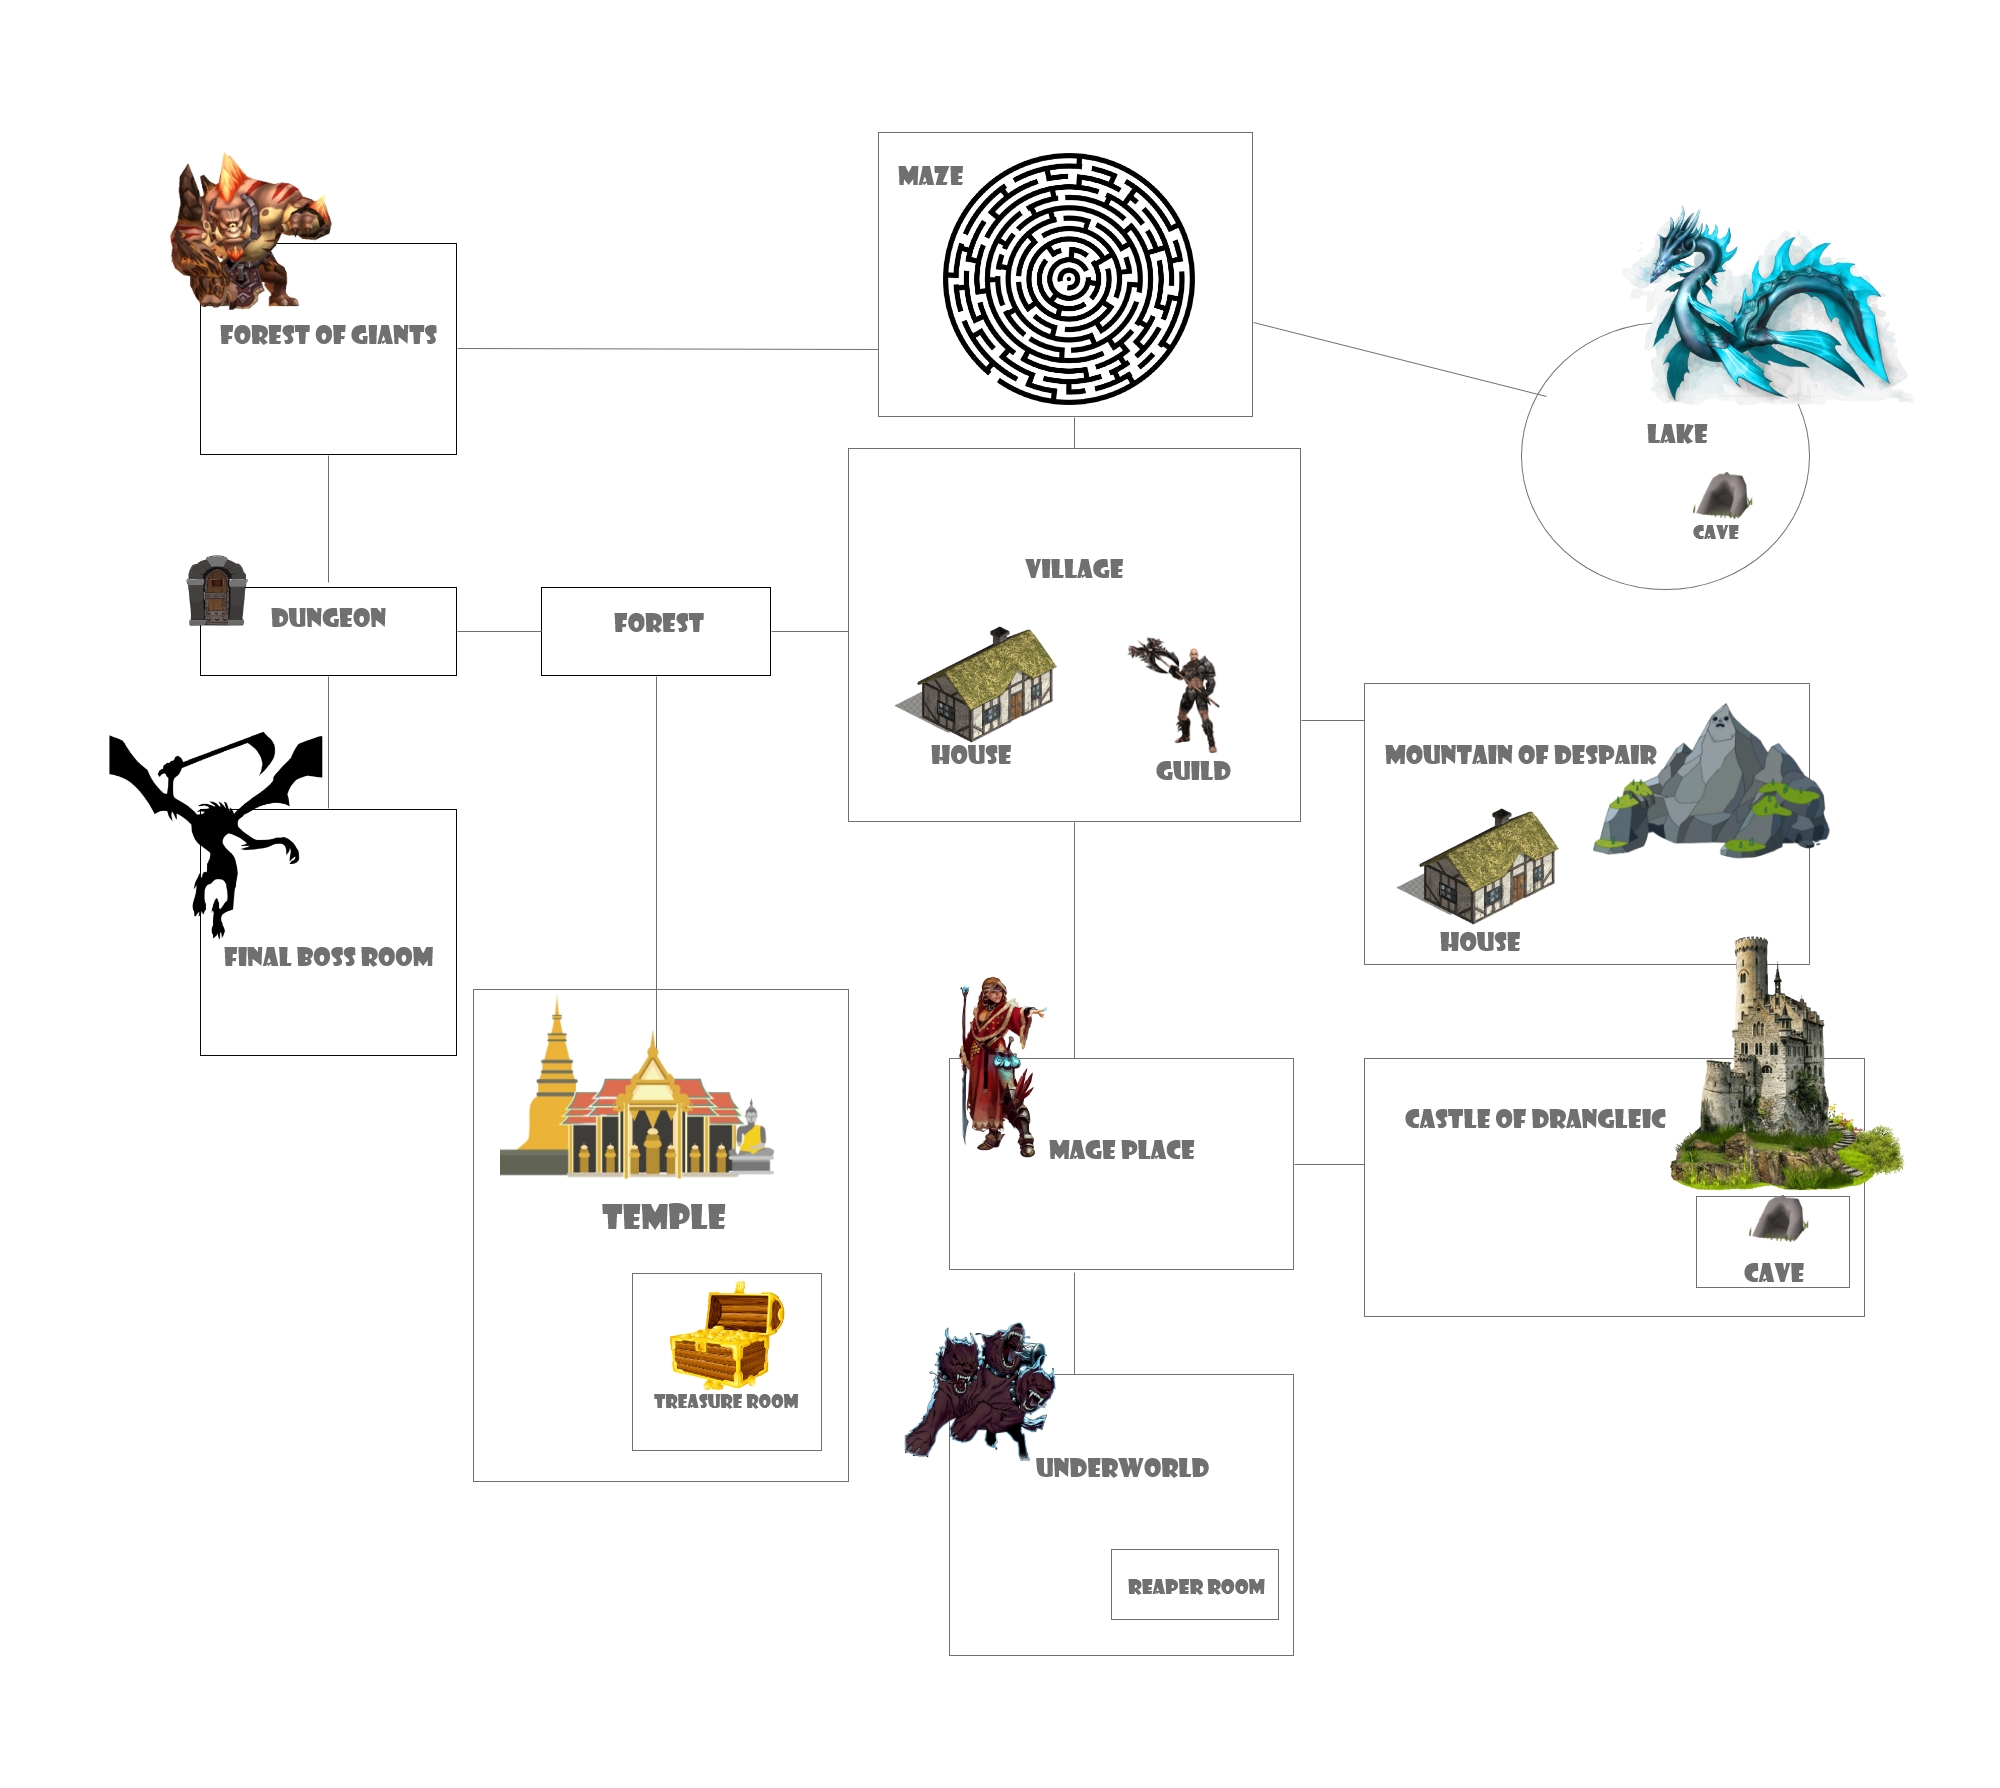 MAZE
FOREST OF GIANTS
LAKE
CAVE
VILLAGE
DUNGEON
FOREST
HOUSE
GUILD
MOUNTAIN OF DESPAIR
HOUSE
FINAL BOSS ROOM
CASTLE OF DRANGLEIC
MAGE PLACE
TEMPLE
CAVE
TREASURE ROOM
UNDERWORLD
REAPER ROOM